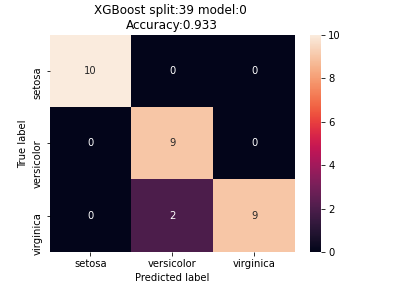 XGBoost split:39 model:0
Accuracy:0.933
True label
setosa
versicolor
virginica
10 0 0
0 9 0
0 2 9
setosa versicolor virginica
Predicted label
10
8
6
4
2
0